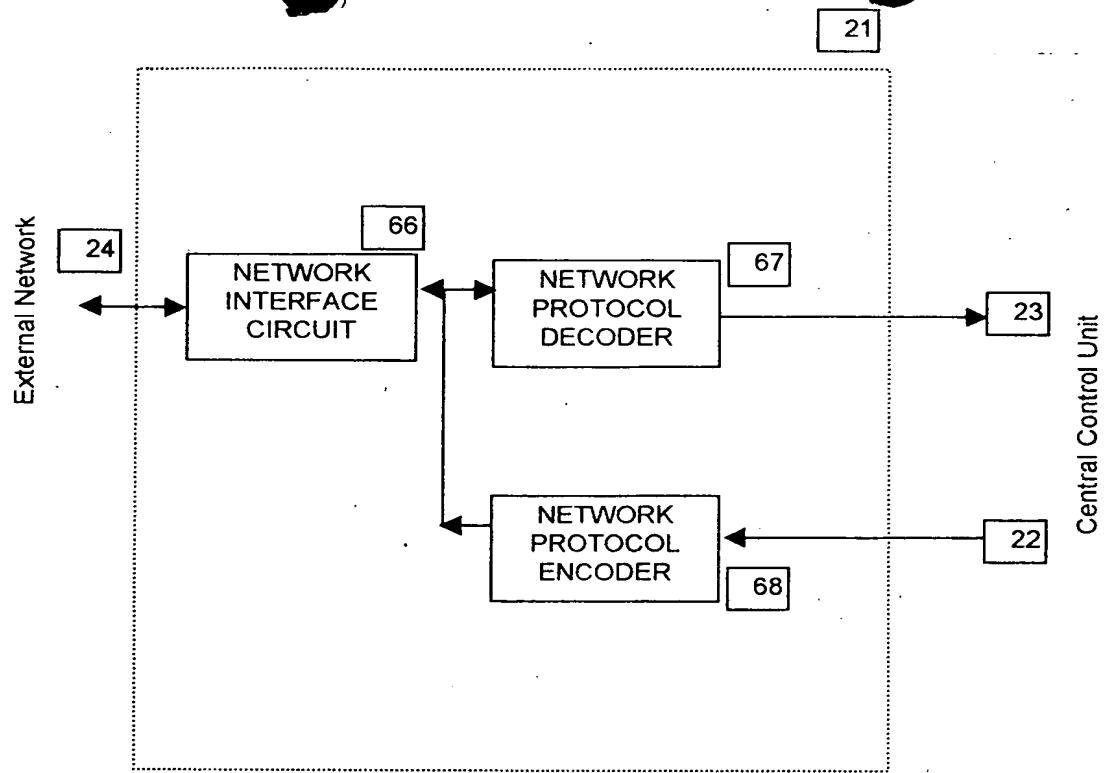 21
External Network
24
66
NETWORK
INTERFACE
CIRCUIT
67
NETWORK
PROTOCOL
DECODER
23
Central Control Unit
NETWORK
PROTOCOL
ENCODER
22
68